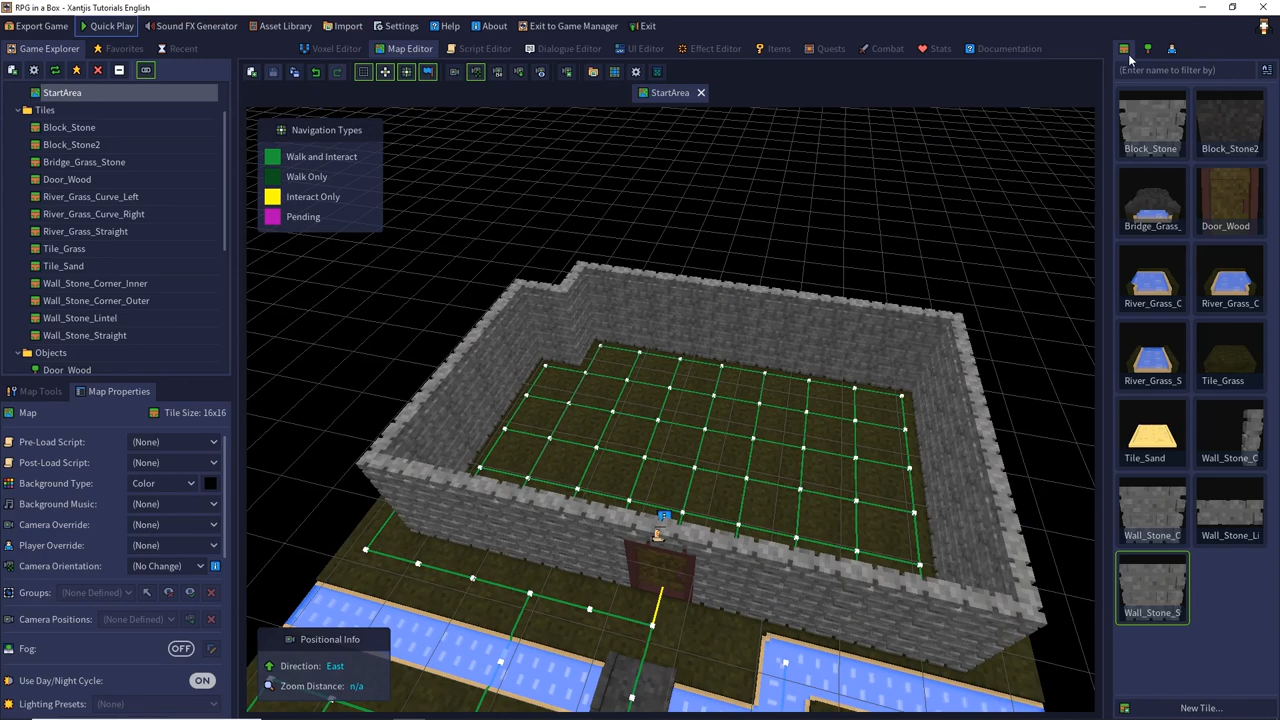 RPG in a Box — Xantjis Tutorials English
Export Game
Quick Play
Sound FX Generator
Asset Library
Import
Settings
Help
About
Exit to Game Manager
Exit
Game Explorer
Favorites
Recent
Voxel Editor
Map Editor
Script Editor
Dialogue Editor
UI Editor
Effect Editor
Items
Quests
Combat
Stats
Documentation
(Enter name to filter by)
StartArea
StartArea
Tiles
Block_Stone
Block_Stone2
Bridge_Grass_Stone
Door_Wood
River_Grass_Curve_Left
River_Grass_Curve_Right
River_Grass_Straight
Tile_Grass
Tile_Sand
Wall_Stone_Corner_Inner
Wall_Stone_Corner_Outer
Wall_Stone_Lintel
Wall_Stone_Straight
Objects
Door_Wood
Map Tools
Map Properties
Map
Tile Size: 16x16
Pre-Load Script: (None)
Post-Load Script: (None)
Background Type: Color
Background Music: (None)
Camera Override: (None)
Player Override: (None)
Camera Orientation: (No Change)
Groups: (None Defined)
Camera Positions: (None Defined)
Fog: OFF
Use Day/Night Cycle: ON
Lighting Presets: (None)
Navigation Types
Walk and Interact
Walk Only
Interact Only
Pending
Positional Info
Direction: East
Zoom Distance: n/a
Block_Stone
Block_Stone2
Bridge_Grass_
Door_Wood
River_Grass_C
River_Grass_C
River_Grass_S
Tile_Grass
Tile_Sand
Wall_Stone_C
Wall_Stone_C
Wall_Stone_Li
Wall_Stone_S
New Tile...